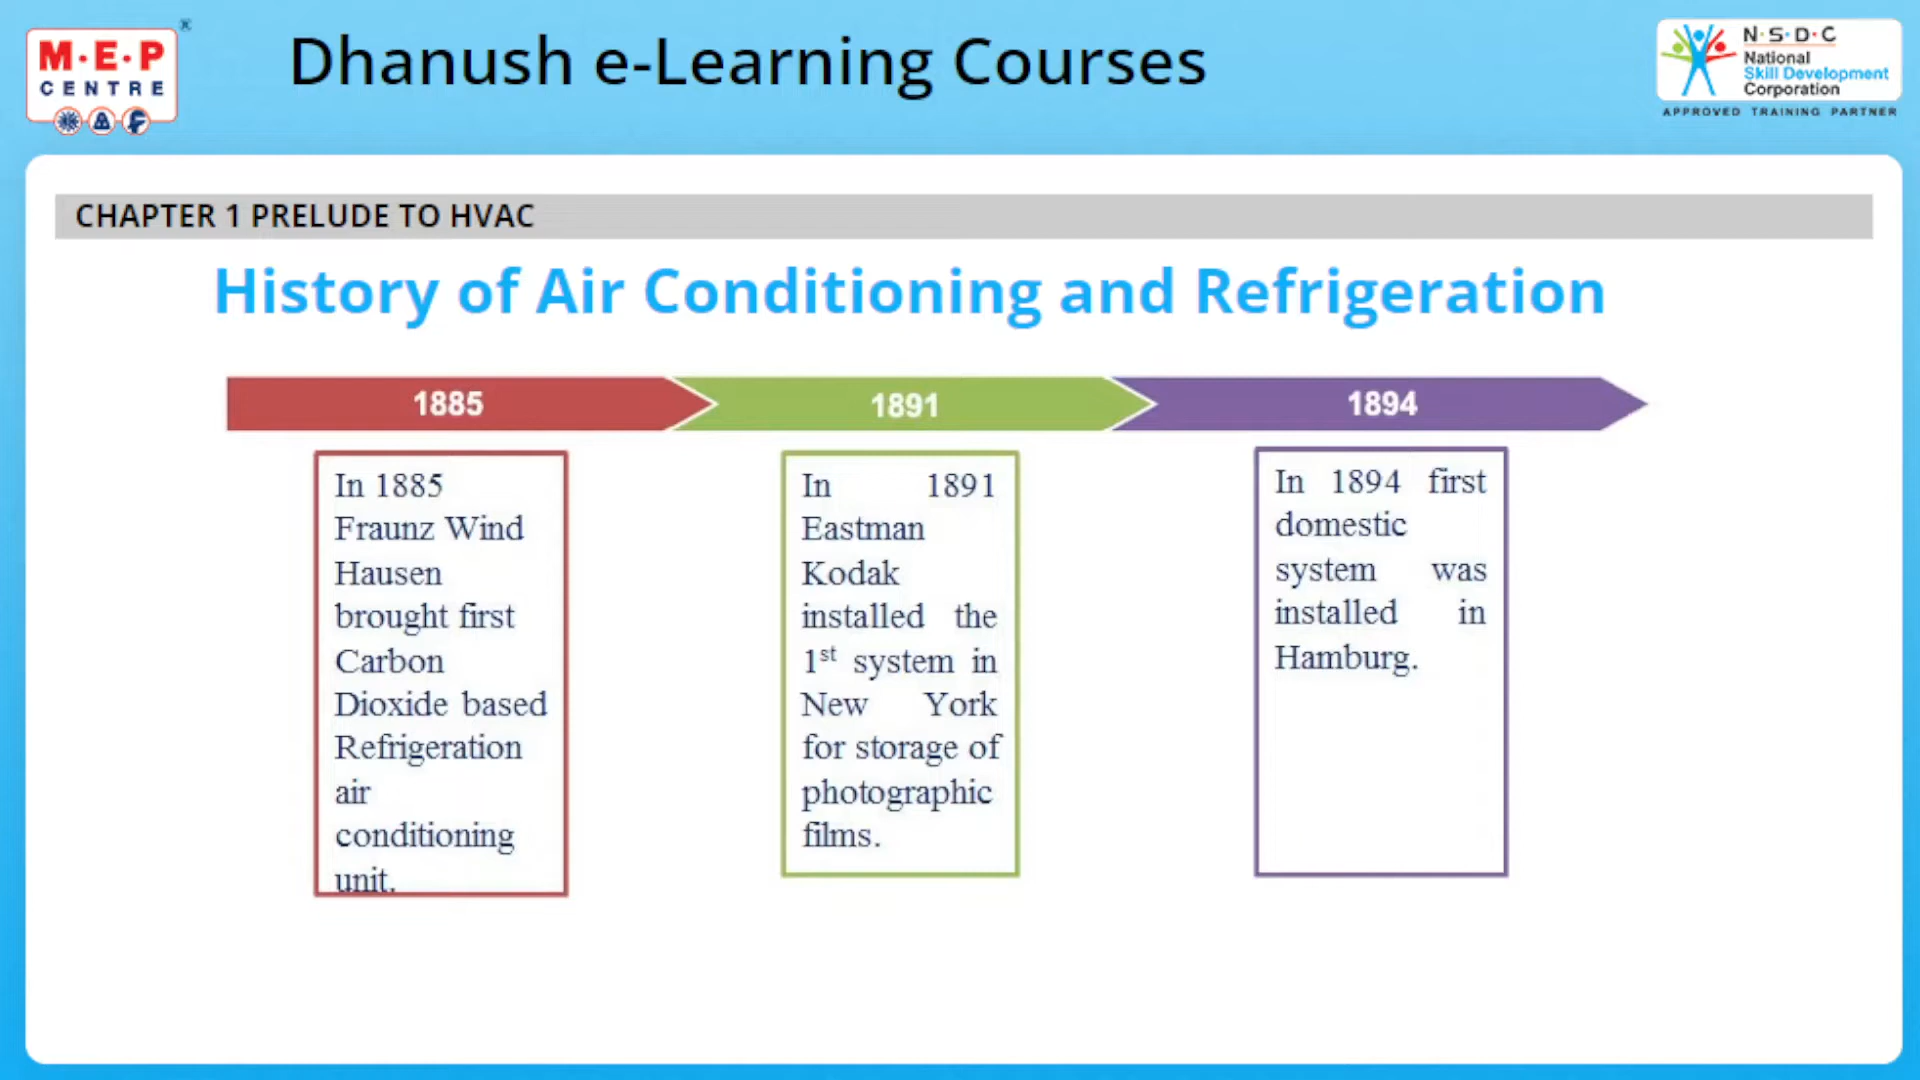 M·E·P
CENTRE
®
Dhanush e-Learning Courses
N·S·D·C
National
Skill Development
Corporation
APPROVED TRAINING PARTNER
CHAPTER 1 PRELUDE TO HVAC
History of Air Conditioning and Refrigeration
1885
1891
1894
In 1885
Fraunz Wind
Hausen
brought first
Carbon
Dioxide based
Refrigeration
air
conditioning
unit.
In 1891
Eastman
Kodak
installed the
1st system in
New York
for storage of
photographic
films.
In 1894 first
domestic
system was
installed in
Hamburg.